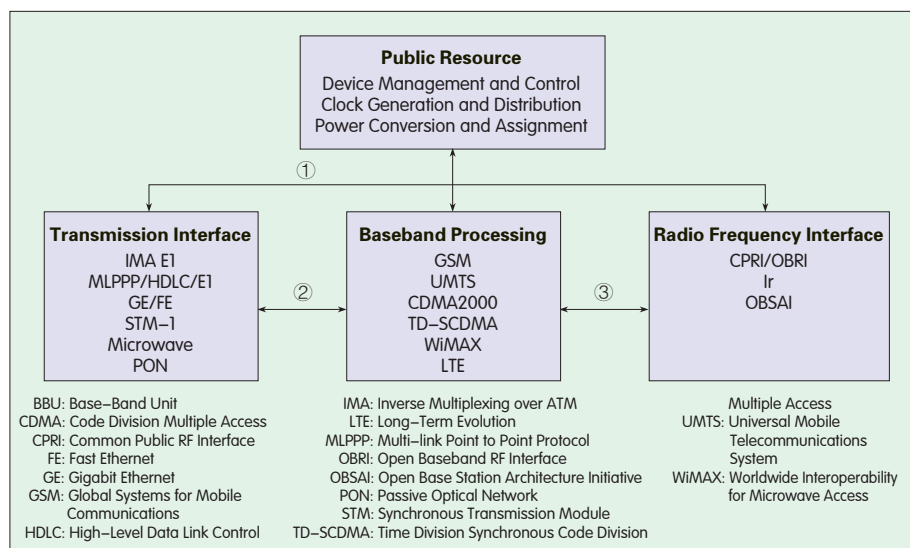 Public Resource
Device Management and Control
Clock Generation and Distribution
Power Conversion and Assignment
①
Transmission Interface
IMA E1
MLPPP/HDLC/E1
GE/FE
STM–1
Microwave
PON
②
Baseband Processing
GSM
UMTS
CDMA2000
TD–SCDMA
WiMAX
LTE
③
Radio Frequency Interface
CPRI/OBRI
Ir
OBSAI
BBU: Base–Band Unit
CDMA: Code Division Multiple Access
CPRI: Common Public RF Interface
FE: Fast Ethernet
GE: Gigabit Ethernet
GSM: Global Systems for Mobile
Communications
HDLC: High–Level Data Link Control
IMA: Inverse Multiplexing over ATM
LTE: Long–Term Evolution
MLPPP: Multi–link Point to Point Protocol
OBRI: Open Baseband RF Interface
OBSAI: Open Base Station Architecture Initiative
PON: Passive Optical Network
STM: Synchronous Transmission Module
TD–SCDMA: Time Division Synchronous Code Division
Multiple Access
UMTS: Universal Mobile
Telecommunications
System
WiMAX: Worldwide Interoperability
for Microwave Access